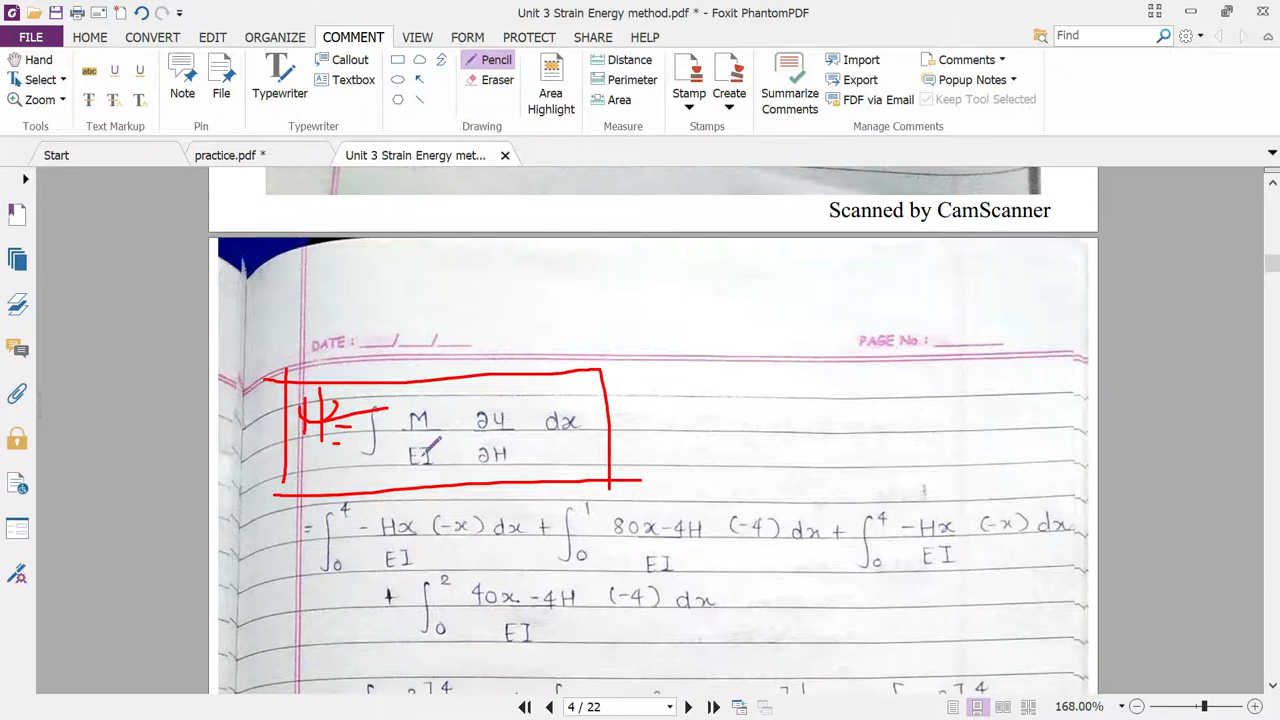 Unit 3 Strain Energy method.pdf * - Foxit PhantomPDF
FILE HOME CONVERT EDIT ORGANIZE COMMENT VIEW FORM PROTECT SHARE HELP Find
Hand Select Zoom
Tools
Text Markup
Note File
Pin
Typewriter Callout Textbox
Typewriter
Pencil Eraser
Drawing
Area Highlight
Distance Perimeter Area
Measure
Stamp Create
Stamps
Summarize Comments
Import Export FDF via Email
Comments Popup Notes Keep Tool Selected
Manage Comments
Start practice.pdf * Unit 3 Strain Energy met...
Scanned by CamScanner
DATE : __/__/__ PAGE No. : ______
∫ M/EI ∂4/∂H dx
= ∫₀⁴ -Hx/EI (-x) dx + ∫₀¹ 80x-4H/EI (-4) dx + ∫₀⁴ -Hx/EI (-x) dx
+ ∫₀² 40x-4H/EI (-4) dx
4 / 22 168.00%